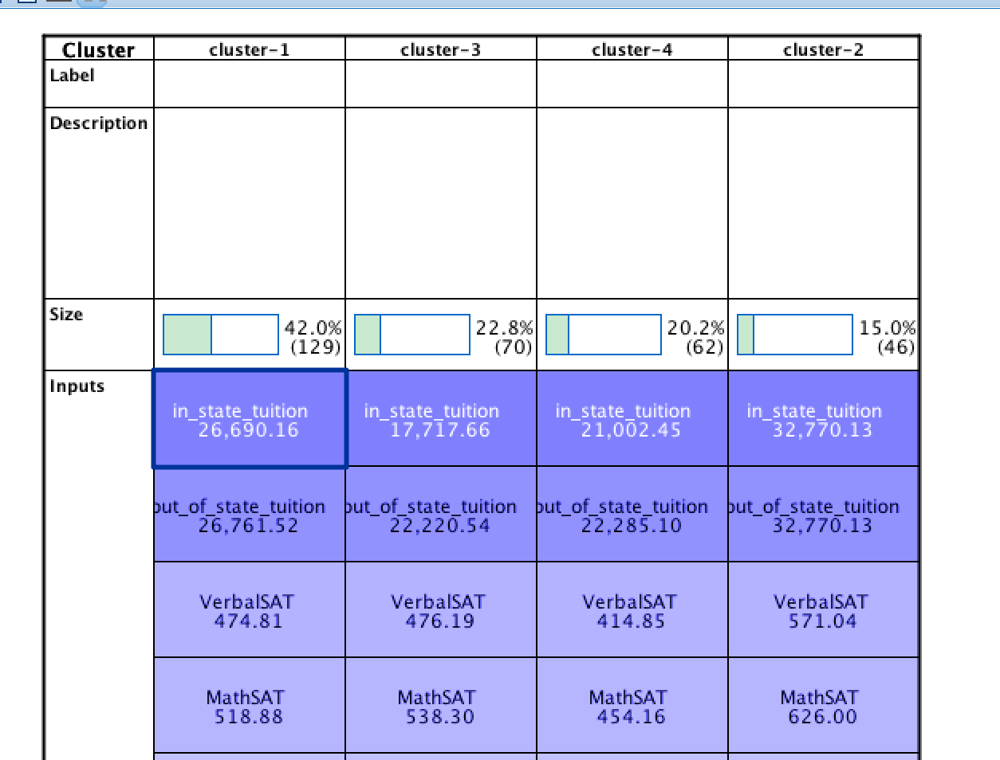 Cluster cluster-1 cluster-3 cluster-4 cluster-2
Label
Description
Size 42.0% 22.8% 20.2% 15.0%
(129) (70) (62) (46)
Inputs
in_state_tuition in_state_tuition in_state_tuition in_state_tuition
26,690.16 17,717.66 21,002.45 32,770.13
out_of_state_tuition out_of_state_tuition out_of_state_tuition out_of_state_tuition
26,761.52 22,220.54 22,285.10 32,770.13
VerbalSAT VerbalSAT VerbalSAT VerbalSAT
474.81 476.19 414.85 571.04
MathSAT MathSAT MathSAT MathSAT
518.88 538.30 454.16 626.00